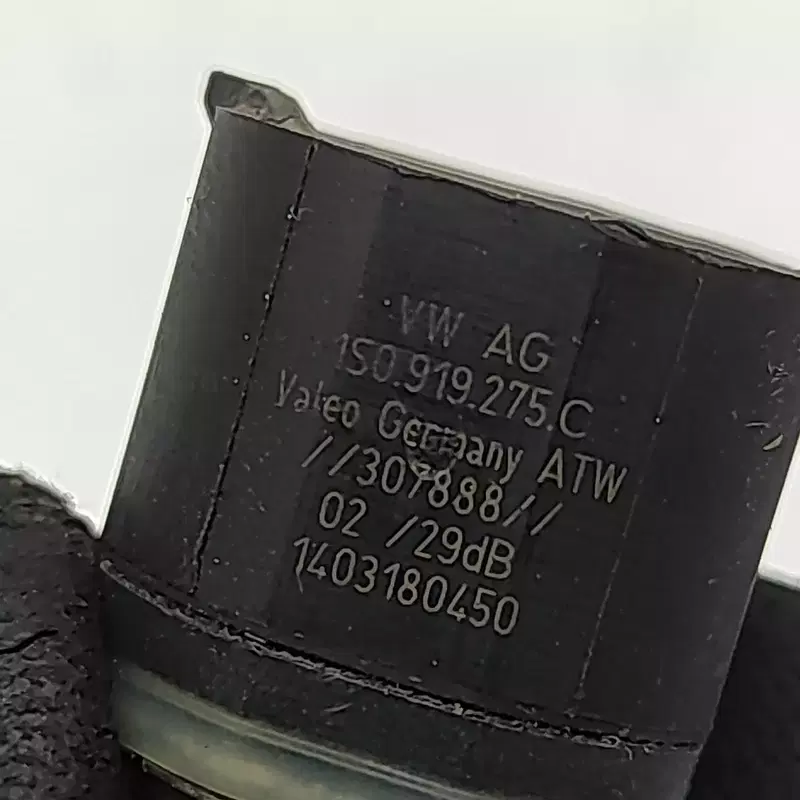 VW AG
1S0.919.275.C
Valeo Germany ATW
//307888//
02 /29dB
1403180450